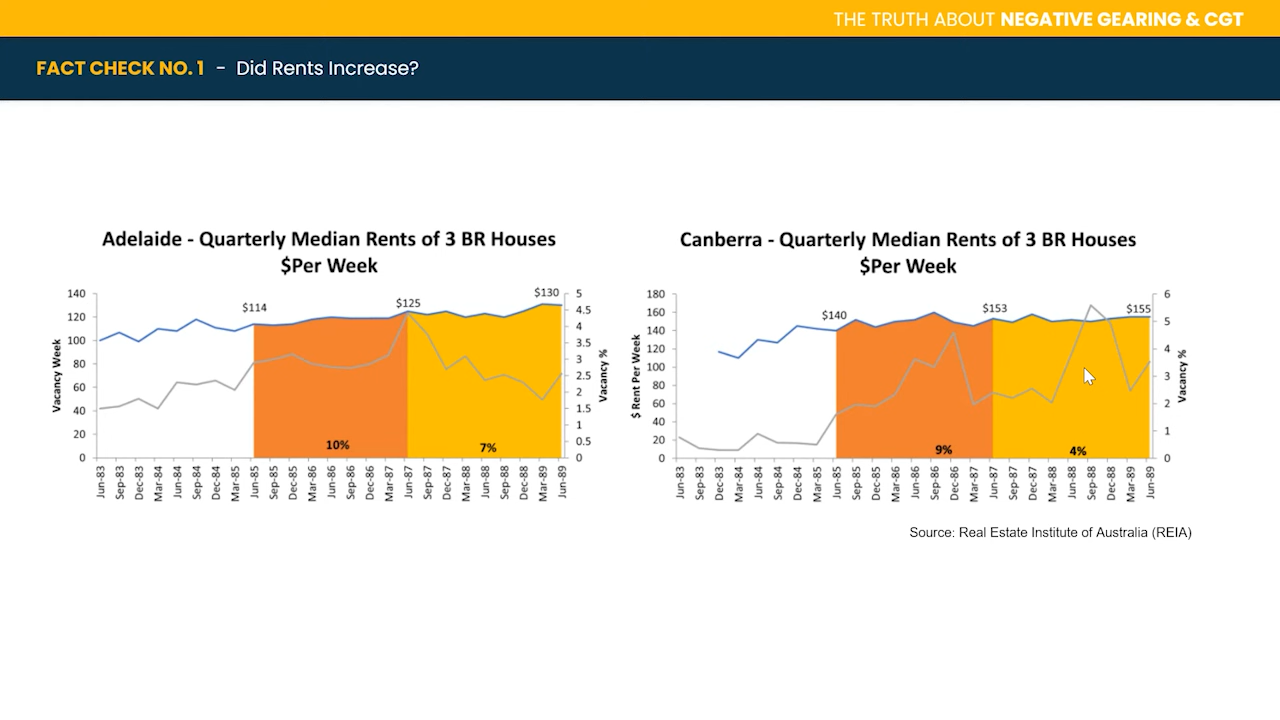 THE TRUTH ABOUT NEGATIVE GEARING & CGT
FACT CHECK NO. 1 - Did Rents Increase?
Adelaide - Quarterly Median Rents of 3 BR Houses
$Per Week
140
120
100
80
60
40
20
0
Vacancy Week
$114
$125
$130
10%
7%
5
4.5
4
3.5
3
2.5
2
1.5
1
0.5
0
Vacancy %
Jun-83
Sep-83
Dec-83
Mar-84
Jun-84
Sep-84
Dec-84
Mar-85
Jun-85
Sep-85
Dec-85
Mar-86
Jun-86
Sep-86
Dec-86
Mar-87
Jun-87
Sep-87
Dec-87
Mar-88
Jun-88
Sep-88
Dec-88
Mar-89
Jun-89
Canberra - Quarterly Median Rents of 3 BR Houses
$Per Week
180
160
140
120
100
80
60
40
20
0
$ Rent Per Week
$140
$153
$155
9%
4%
6
5
4
3
2
1
0
Vacancy %
Jun-83
Sep-83
Dec-83
Mar-84
Jun-84
Sep-84
Dec-84
Mar-85
Jun-85
Sep-85
Dec-85
Mar-86
Jun-86
Sep-86
Dec-86
Mar-87
Jun-87
Sep-87
Dec-87
Mar-88
Jun-88
Sep-88
Dec-88
Mar-89
Jun-89
Source: Real Estate Institute of Australia (REIA)